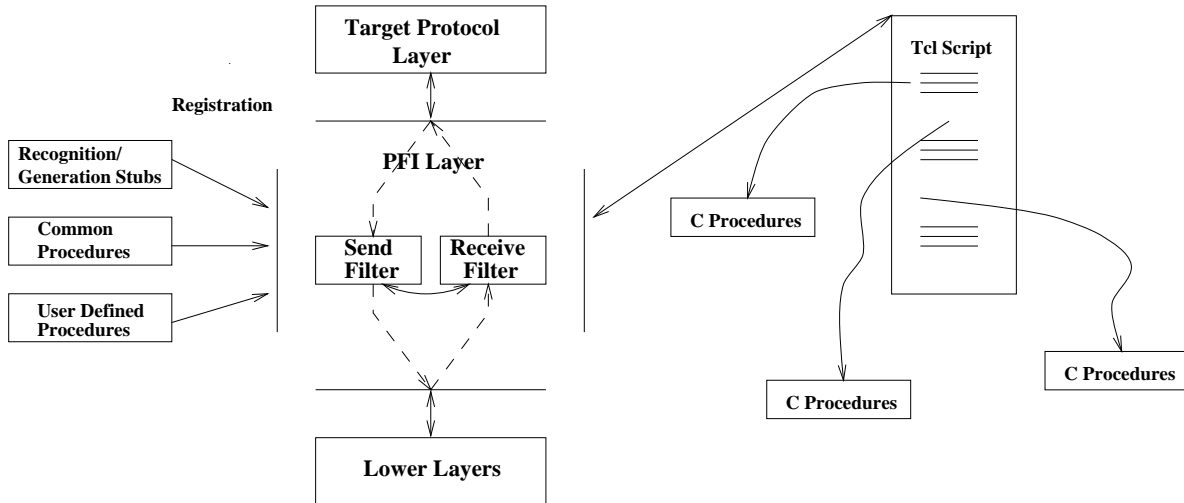 Target Protocol
Layer
Tcl Script
Registration
PFI Layer
Recognition/
Generation Stubs
Common
Procedures
User Defined
Procedures
Send
Filter
Receive
Filter
C Procedures
C Procedures
C Procedures
Lower Layers